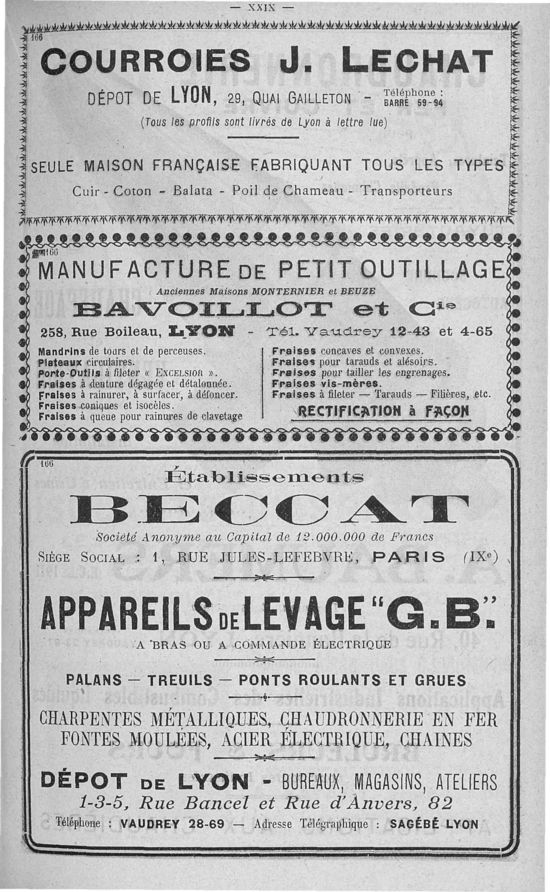 — XXIX —
166
COURROIES J. LECHAT
DÉPOT DE LYON, 29, QUAI GAILLETON - Téléphone : BARRE 59-94
(Tous les profils sont livrés de Lyon à lettre lue)
SEULE MAISON FRANÇAISE FABRIQUANT TOUS LES TYPES
Cuir - Coton - Balata - Poil de Chameau - Transporteurs
166
MANUFACTURE DE PETIT OUTILLAGE
Anciennes Maisons MONTERNIER et BEUZE
BAVOILLOT et Cie
258, Rue Boileau, LYON - Tél. Vaudrey 12-43 et 4-65
Mandrins de tours et de perceuses.
Plateaux circulaires.
Porte-Outils à fileter « EXCELSIOR ».
Fraises à denture dégagée et détalonnée.
Fraises à rainurer, à surfacer, à défoncer.
Fraises coniques et isocèles.
Fraises à queue pour rainures de clavetage
Fraises concaves et convexes.
Fraises pour tarauds et alésoirs.
Fraises pour tailler les engrenages.
Fraises vis-mères.
Fraises à fileter — Tarauds — Filières, etc.
RECTIFICATION à FAÇON
166
Établissements
BECCAT
Société Anonyme au Capital de 12.000.000 de Francs
SIÈGE SOCIAL : 1, RUE JULES-LEFEBVRE, PARIS (IXe)
APPAREILS DE LEVAGE "G.B".
A BRAS OU A COMMANDE ÉLECTRIQUE
PALANS — TREUILS — PONTS ROULANTS ET GRUES
CHARPENTES MÉTALLIQUES, CHAUDRONNERIE EN FER
FONTES MOULÉES, ACIER ÉLECTRIQUE, CHAINES
DÉPOT DE LYON - BUREAUX, MAGASINS, ATELIERS
1-3-5, Rue Bancel et Rue d'Anvers, 82
Téléphone : VAUDREY 28-69 — Adresse Télégraphique : SAGÉBÉ LYON